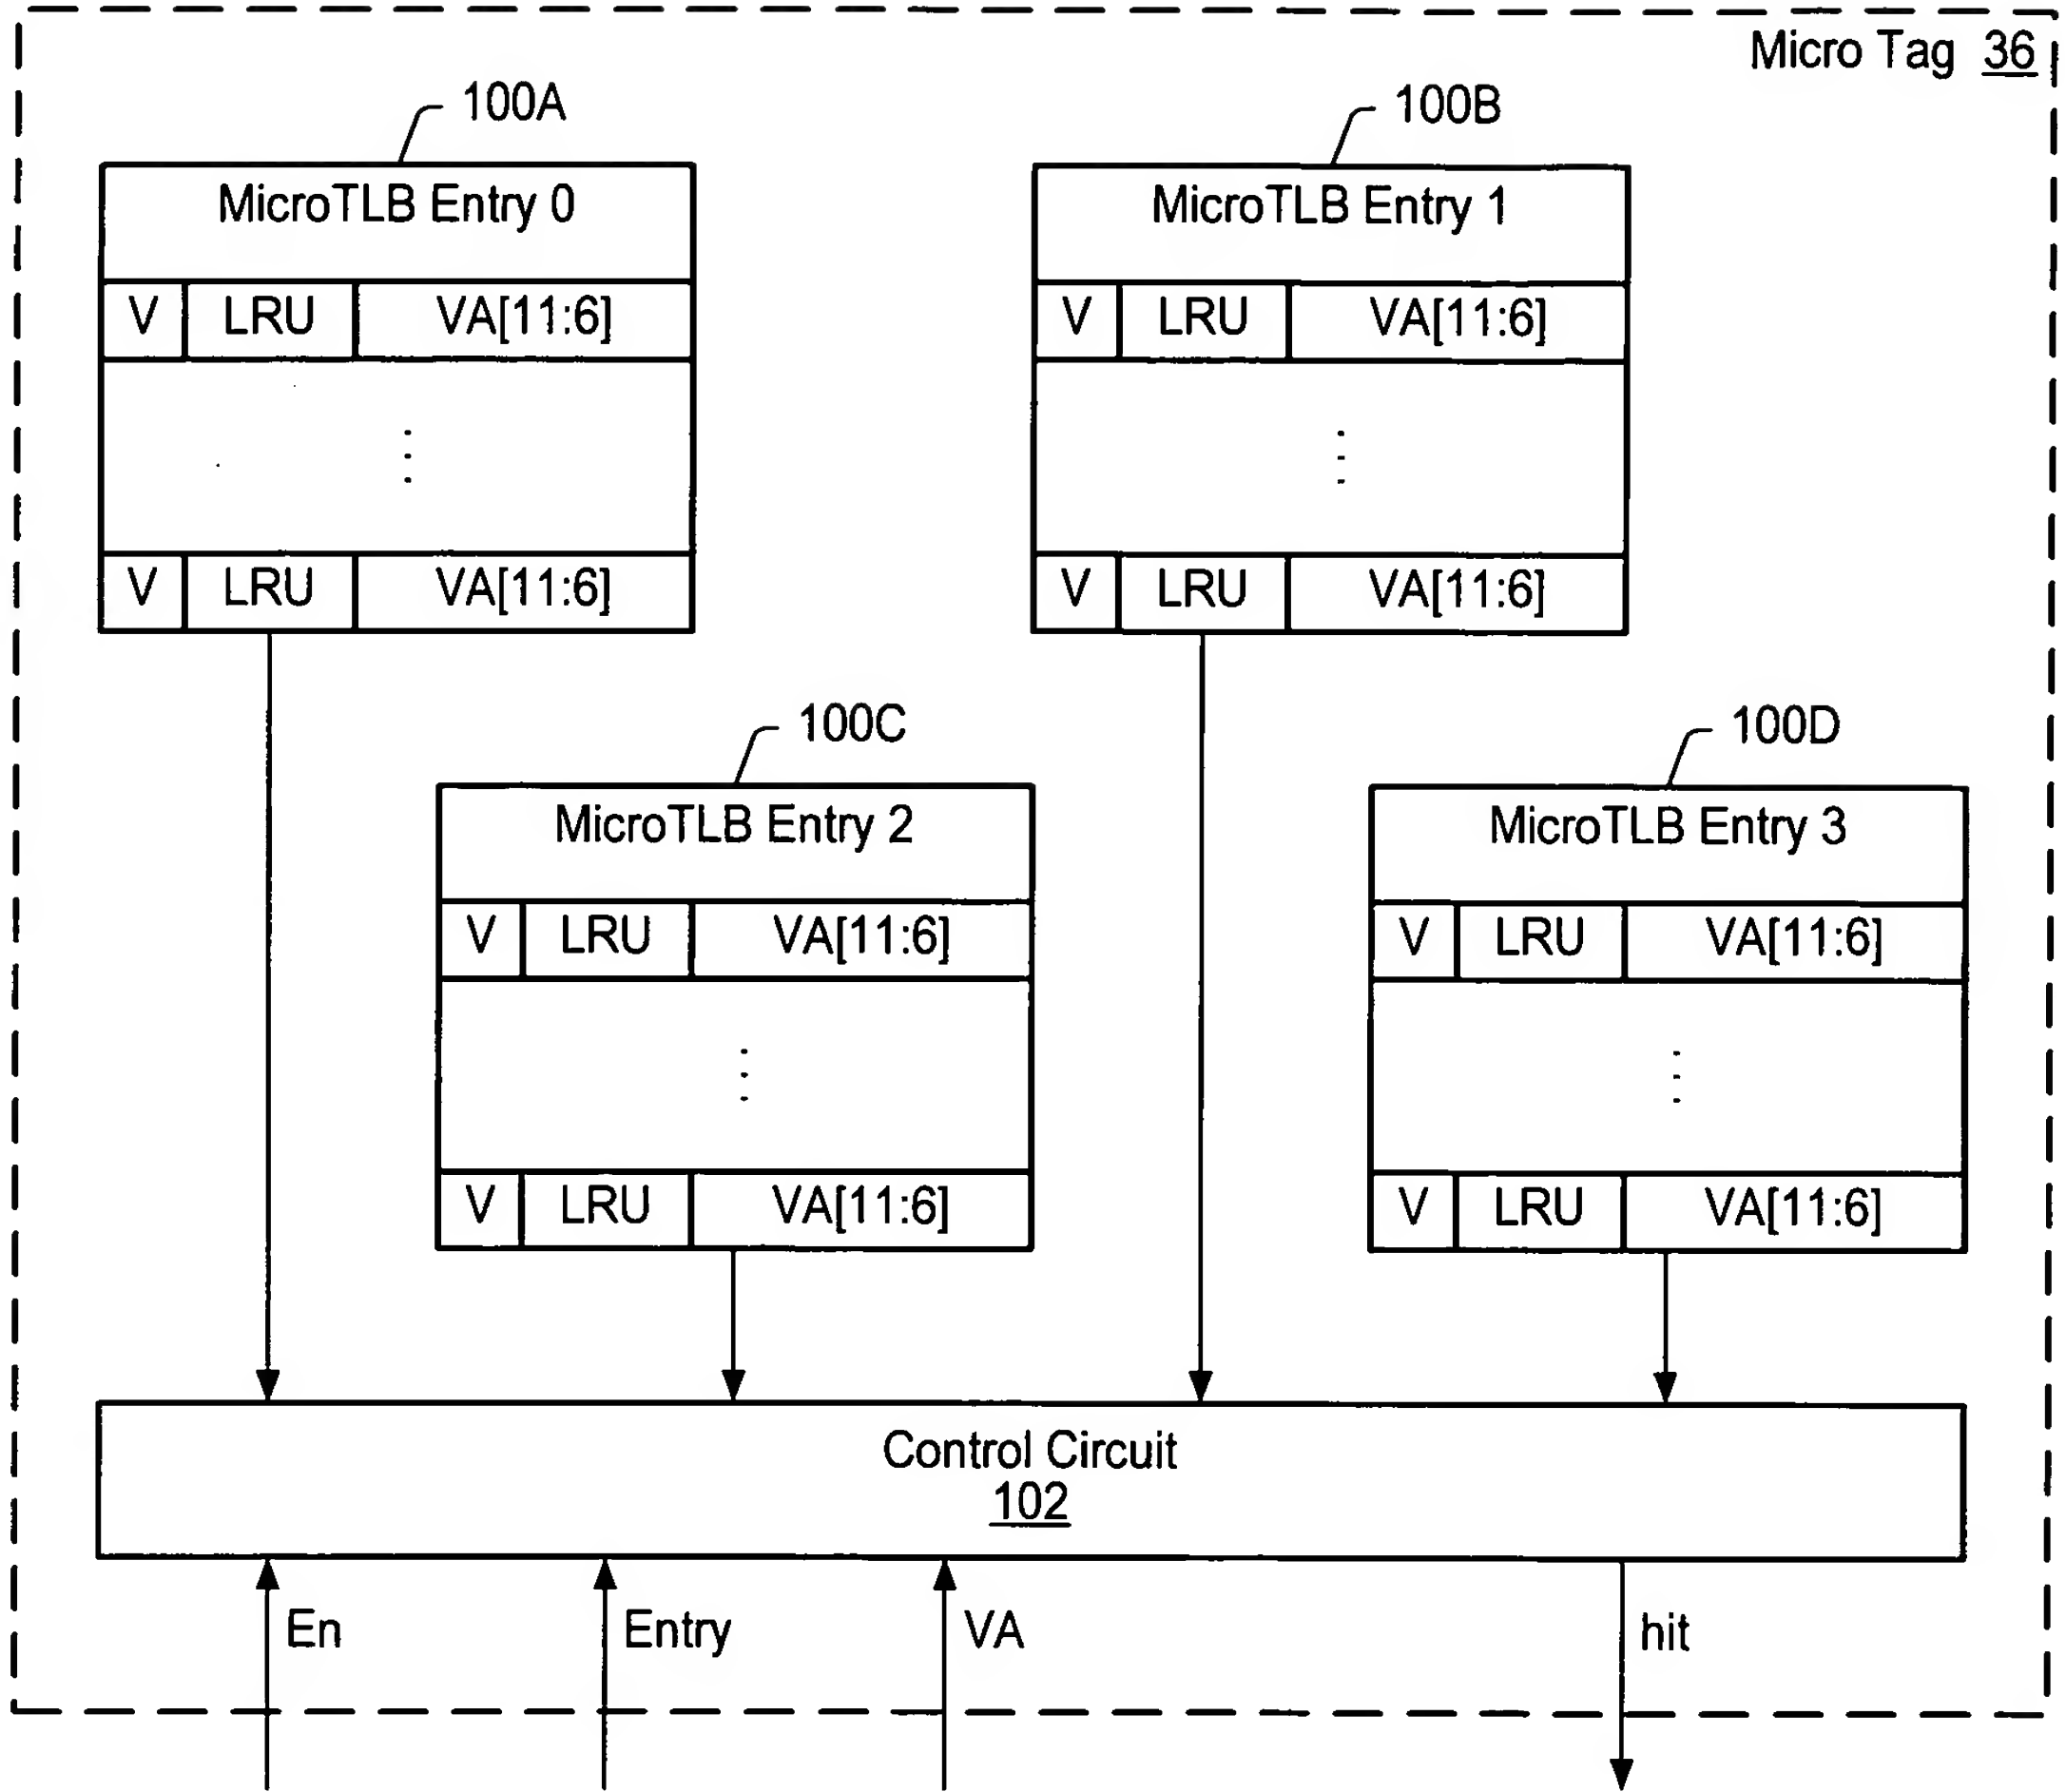 Micro Tag 36
100A
100B
MicroTLB Entry 0
MicroTLB Entry 1
V LRU VA[11:6]
V LRU VA[11:6]
V LRU VA[11:6]
V LRU VA[11:6]
100C
100D
MicroTLB Entry 2
MicroTLB Entry 3
V LRU VA[11:6]
V LRU VA[11:6]
V LRU VA[11:6]
V LRU VA[11:6]
Control Circuit
102
En
Entry
VA
hit